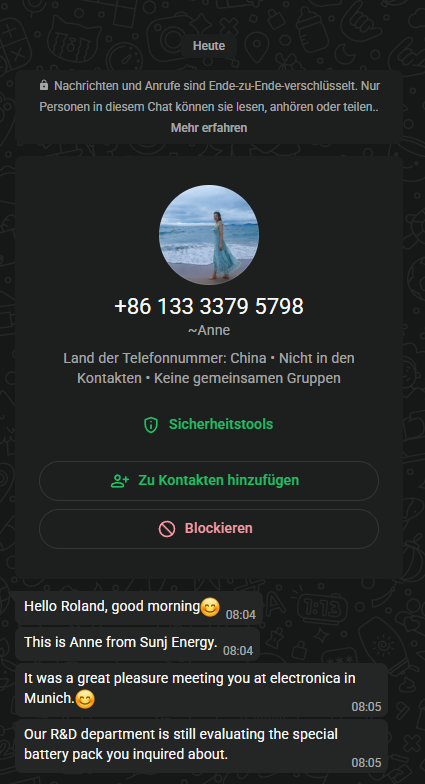 Heute
Nachrichten und Anrufe sind Ende-zu-Ende-verschlüsselt. Nur
Personen in diesem Chat können sie lesen, anhören oder teilen..
Mehr erfahren
+86 133 3379 5798
~Anne
Land der Telefonnummer: China • Nicht in den
Kontakten • Keine gemeinsamen Gruppen
Sicherheitstools
Zu Kontakten hinzufügen
Blockieren
Hello Roland, good morning😊 08:04
This is Anne from Sunj Energy. 08:04
It was a great pleasure meeting you at electronica in
Munich.😊 08:05
Our R&D department is still evaluating the special
battery pack you inquired about. 08:05